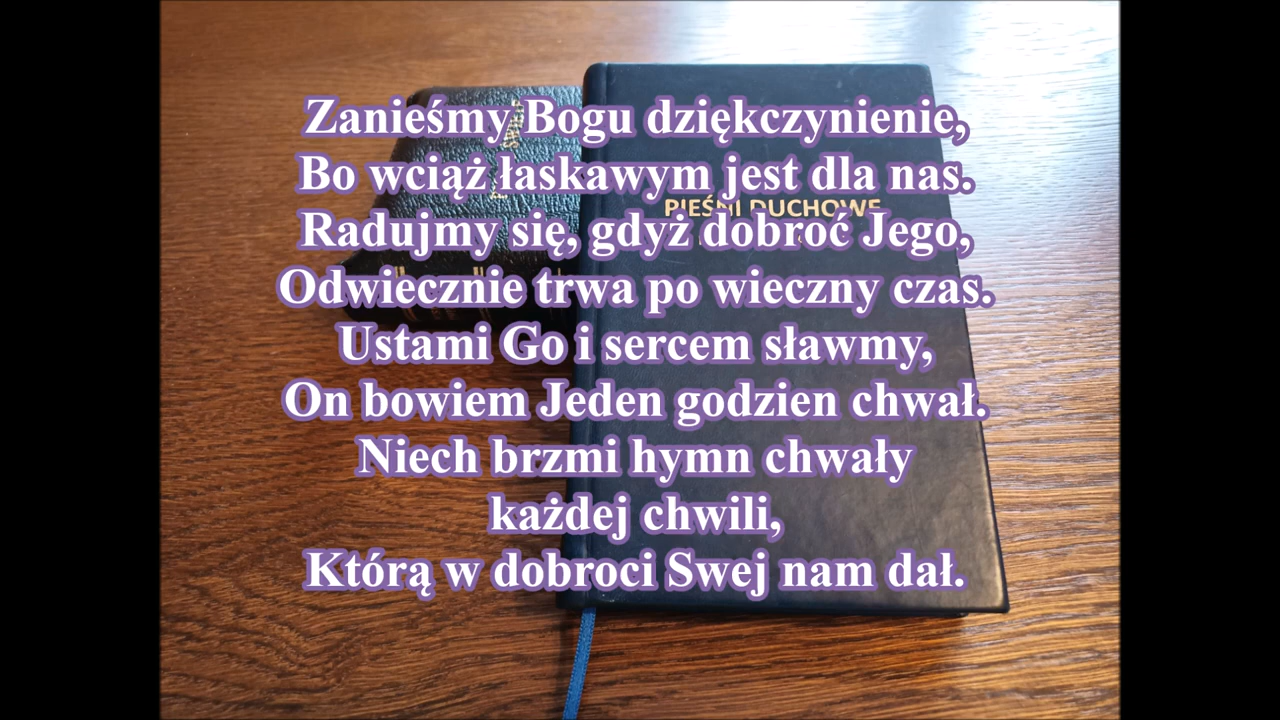 Zanieśmy Bogu dziękczynienie,
Bo wciąż łaskawym jest dla nas.
PIEŚNI DUCHOWE
Radujmy się, gdyż dobroć Jego,
Odwiecznie trwa po wieczny czas.
Ustami Go i sercem sławmy,
On bowiem Jeden godzien chwał.
Niech brzmi hymn chwały
każdej chwili,
Którą w dobroci Swej nam dał.